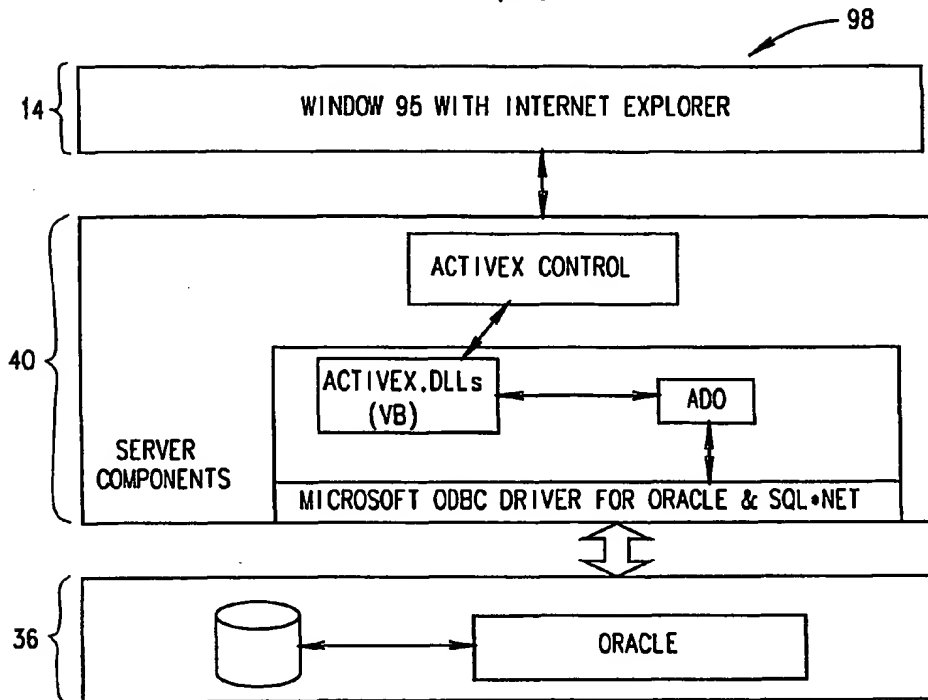 98
14
WINDOW 95 WITH INTERNET EXPLORER
ACTIVEX CONTROL
40
ACTIVEX.DLLs
(VB)
ADO
SERVER
COMPONENTS
MICROSOFT ODBC DRIVER FOR ORACLE & SQL*NET
36
ORACLE